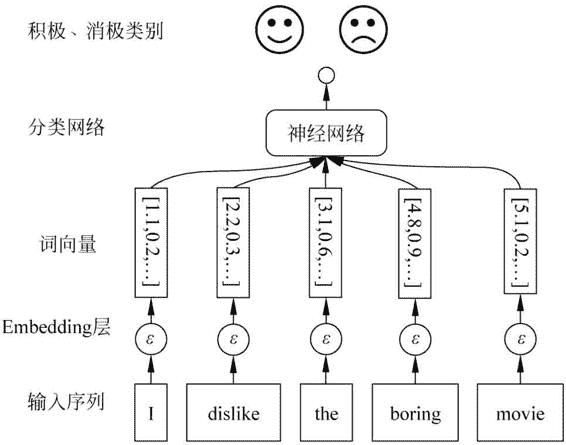 积极、消极类别
分类网络
神经网络
词向量
[1.1,0.2,…]
[2.2,0.3,…]
[3.1,0.6,…]
[4.8,0.9,…]
[5.1,0.2,…]
Embedding层
ε ε ε ε ε
输入序列
I dislike the boring movie